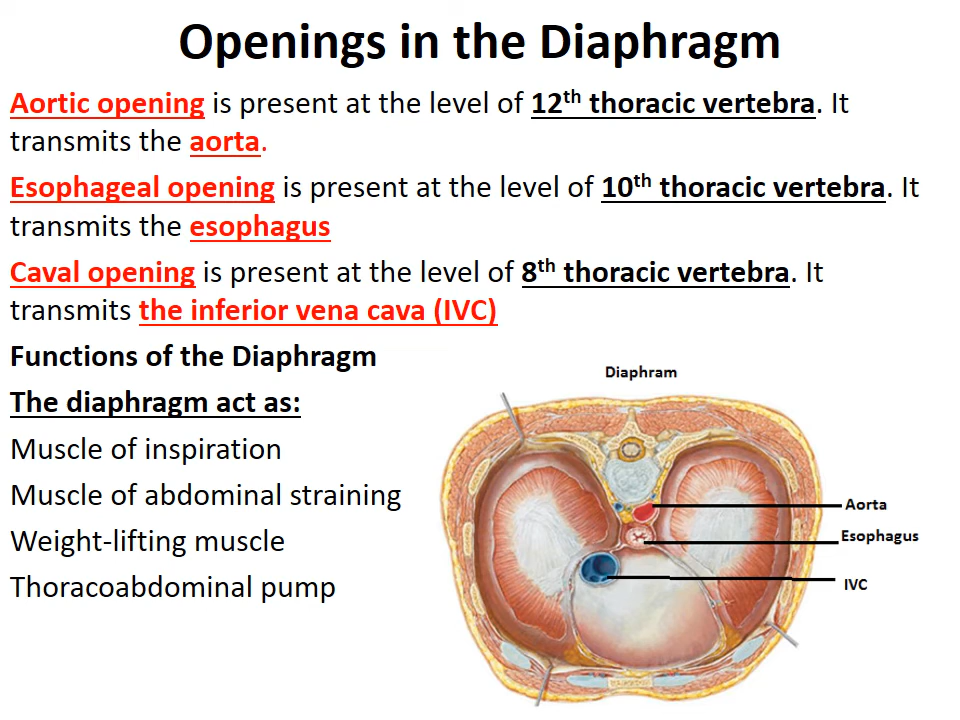 Openings in the Diaphragm
Aortic opening is present at the level of 12th thoracic vertebra. It
transmits the aorta.
Esophageal opening is present at the level of 10th thoracic vertebra. It
transmits the esophagus
Caval opening is present at the level of 8th thoracic vertebra. It
transmits the inferior vena cava (IVC)
Functions of the Diaphragm
The diaphragm act as:
Muscle of inspiration
Muscle of abdominal straining
Weight-lifting muscle
Thoracoabdominal pump
Diaphram
Aorta
Esophagus
IVC